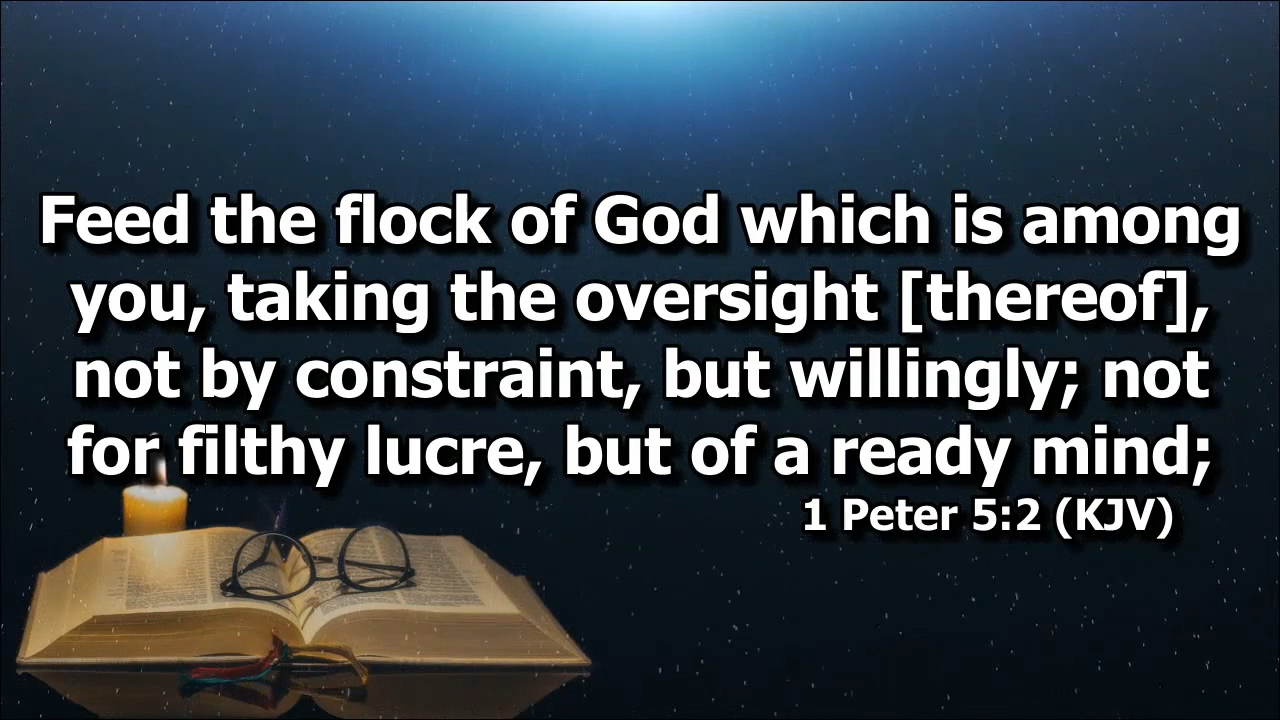 Feed the flock of God which is among
you, taking the oversight [thereof],
not by constraint, but willingly; not
for filthy lucre, but of a ready mind;
1 Peter 5:2 (KJV)